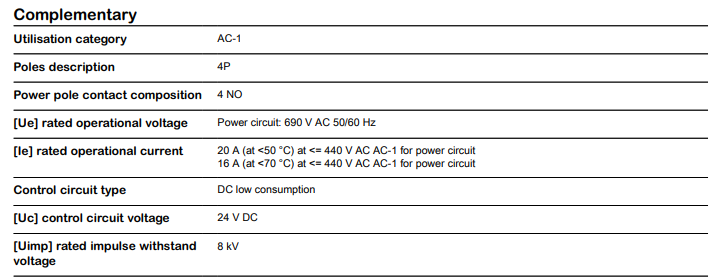 Complementary
Utilisation category AC-1
Poles description 4P
Power pole contact composition 4 NO
[Ue] rated operational voltage Power circuit: 690 V AC 50/60 Hz
[Ie] rated operational current 20 A (at <50 °C) at <= 440 V AC AC-1 for power circuit
16 A (at <70 °C) at <= 440 V AC AC-1 for power circuit
Control circuit type DC low consumption
[Uc] control circuit voltage 24 V DC
[Uimp] rated impulse withstand 8 kV
voltage